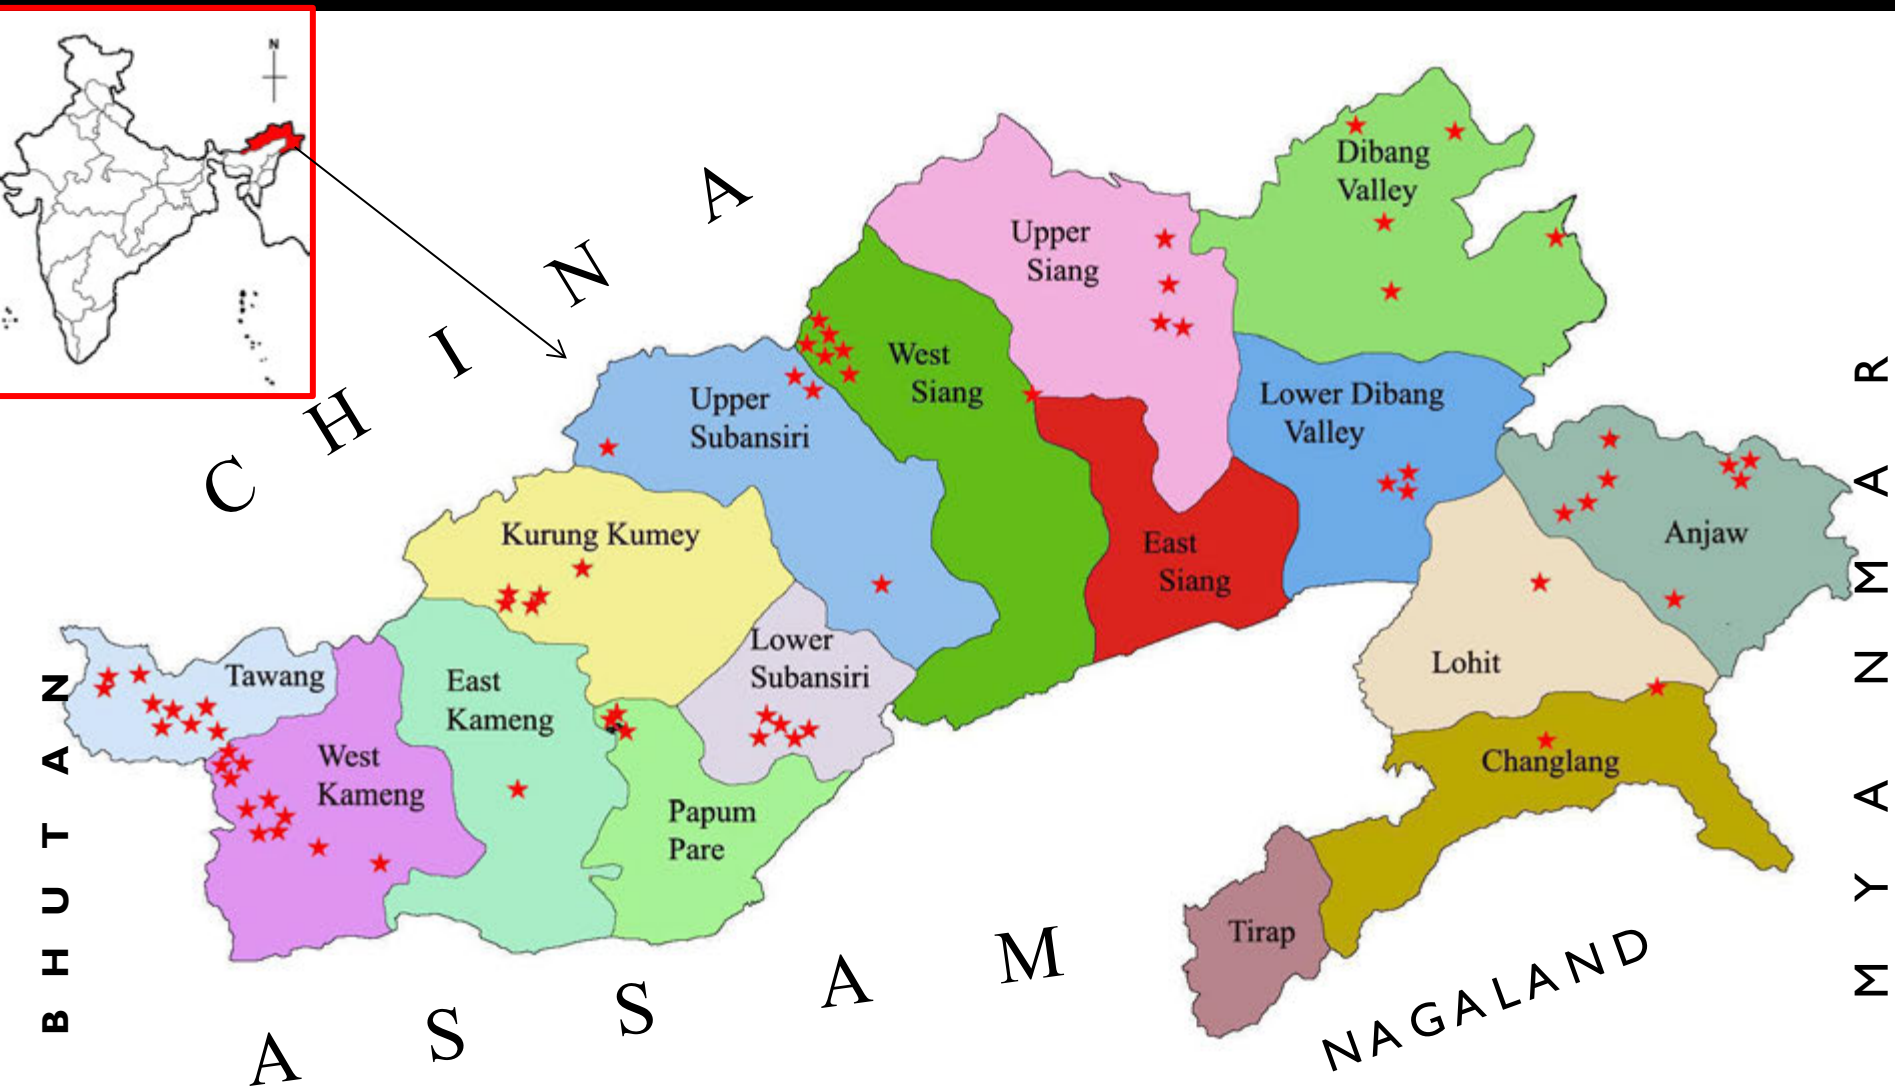 N
CHINA
Dibang
Valley
Upper
Siang
West
Siang
Upper
Subansiri
Lower Dibang
Valley
Kurung Kumey
East
Siang
Anjaw
Lower
Subansiri
Lohit
Tawang
East
Kameng
West
Kameng
Changlang
Papum
Pare
Tirap
BHUTAN
ASSAM
NAGALAND
MYANMAR